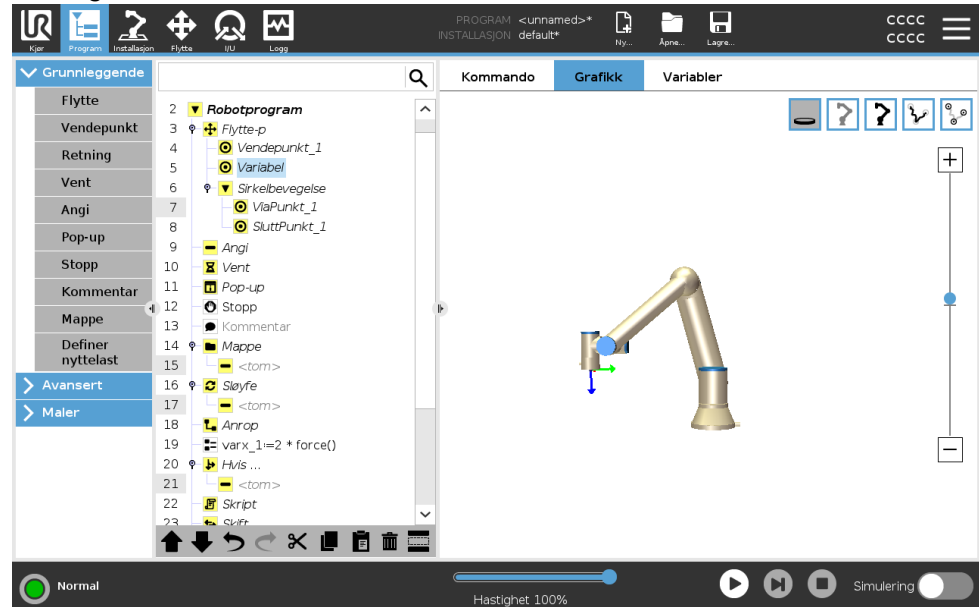 PROGRAM <unnamed>*
INSTALLASJON default*
UR
Kjør
Program
Installasjon
Flytte
I/U
Logg
Ny...
Åpne...
Lagre...
CCCC
CCCC
Grunnleggende
Flytte
Vendepunkt
Retning
Vent
Angi
Pop-up
Stopp
Kommentar
Mappe
Definer
nyttelast
Avansert
Maler
2 Robotprogram
3 Flytte-p
4 Vendepunkt_1
5 Variabel
6 Sirkelbevegelse
7 ViaPunkt_1
8 SluttPunkt_1
9 Angi
10 Vent
11 Pop-up
12 Stopp
13 Kommentar
14 Mappe
15 <tom>
16 Sløyfe
17 <tom>
18 Anrop
19 varx_1:=2 * force()
20 Hvis ...
21 <tom>
22 Skript
23 Skift
Kommando
Grafikk
Variabler
Normal
Hastighet 100%
Simulering